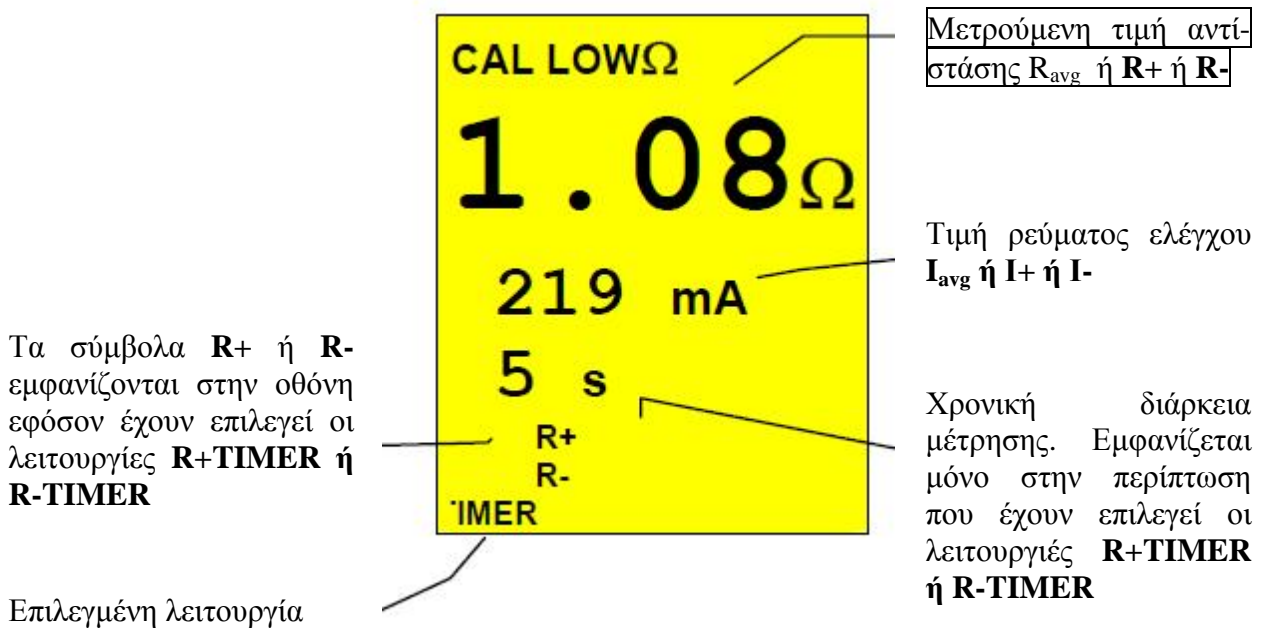 CAL LOWΩ
1.08Ω
219 mA
5 s
R+
R-
TIMER
Τα σύμβολα R+ ή R-
εμφανίζονται στην οθόνη
εφόσον έχουν επιλεγεί οι
λειτουργίες R+TIMER ή
R-TIMER
Επιλεγμένη λειτουργία
Μετρούμενη τιμή αντί-
στάσης Ravg ή R+ ή R-
Τιμή ρεύματος ελέγχου
Iavg ή I+ ή I-
Χρονική διάρκεια
μέτρησης. Εμφανίζεται
μόνο στην περίπτωση
που έχουν επιλεγεί οι
λειτουργιές R+TIMER
ή R-TIMER